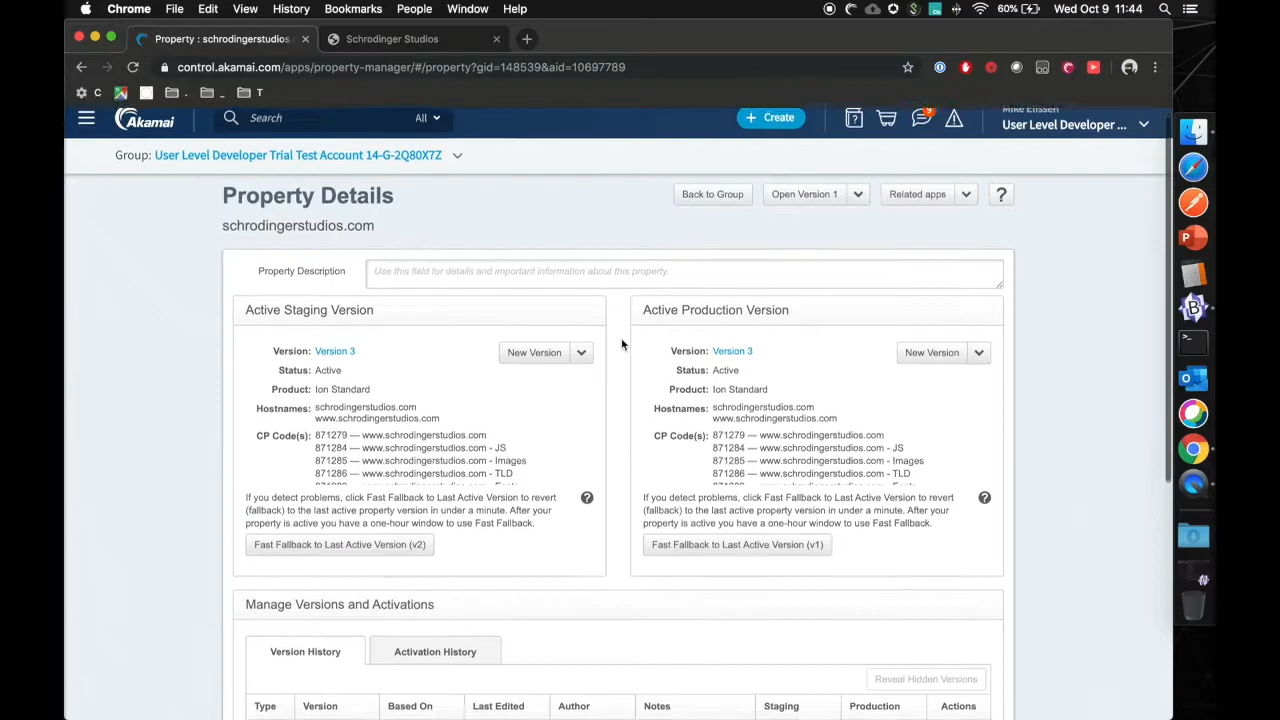 Chrome File Edit View History Bookmarks People Window Help 60% Wed Oct 9 11:44
Property : schrodingerstudios.
Schrodinger Studios
control.akamai.com/apps/property-manager/#/property?gid=148539&aid=10697789
C . _ T
Akamai
Search
All
+ Create
9
Mike Elissen
User Level Developer ...
Group: User Level Developer Trial Test Account 14-G-2Q80X7Z
Property Details
Back to Group
Open Version 1
Related apps
?
schrodingerstudios.com
Property Description
Use this field for details and important information about this property.
Active Staging Version
Version: Version 3
New Version
Status: Active
Product: Ion Standard
Hostnames: schrodingerstudios.com
www.schrodingerstudios.com
CP Code(s): 871279 — www.schrodingerstudios.com
871284 — www.schrodingerstudios.com - JS
871285 — www.schrodingerstudios.com - Images
871286 — www.schrodingerstudios.com - TLD
If you detect problems, click Fast Fallback to Last Active Version to revert
(fallback) to the last active property version in under a minute. After your
property is active you have a one-hour window to use Fast Fallback.
Fast Fallback to Last Active Version (v2)
Active Production Version
Version: Version 3
New Version
Status: Active
Product: Ion Standard
Hostnames: schrodingerstudios.com
www.schrodingerstudios.com
CP Code(s): 871279 — www.schrodingerstudios.com
871284 — www.schrodingerstudios.com - JS
871285 — www.schrodingerstudios.com - Images
871286 — www.schrodingerstudios.com - TLD
If you detect problems, click Fast Fallback to Last Active Version to revert
(fallback) to the last active property version in under a minute. After your
property is active you have a one-hour window to use Fast Fallback.
Fast Fallback to Last Active Version (v1)
Manage Versions and Activations
Version History
Activation History
Reveal Hidden Versions
Type Version Based On Last Edited Author Notes Staging Production Actions